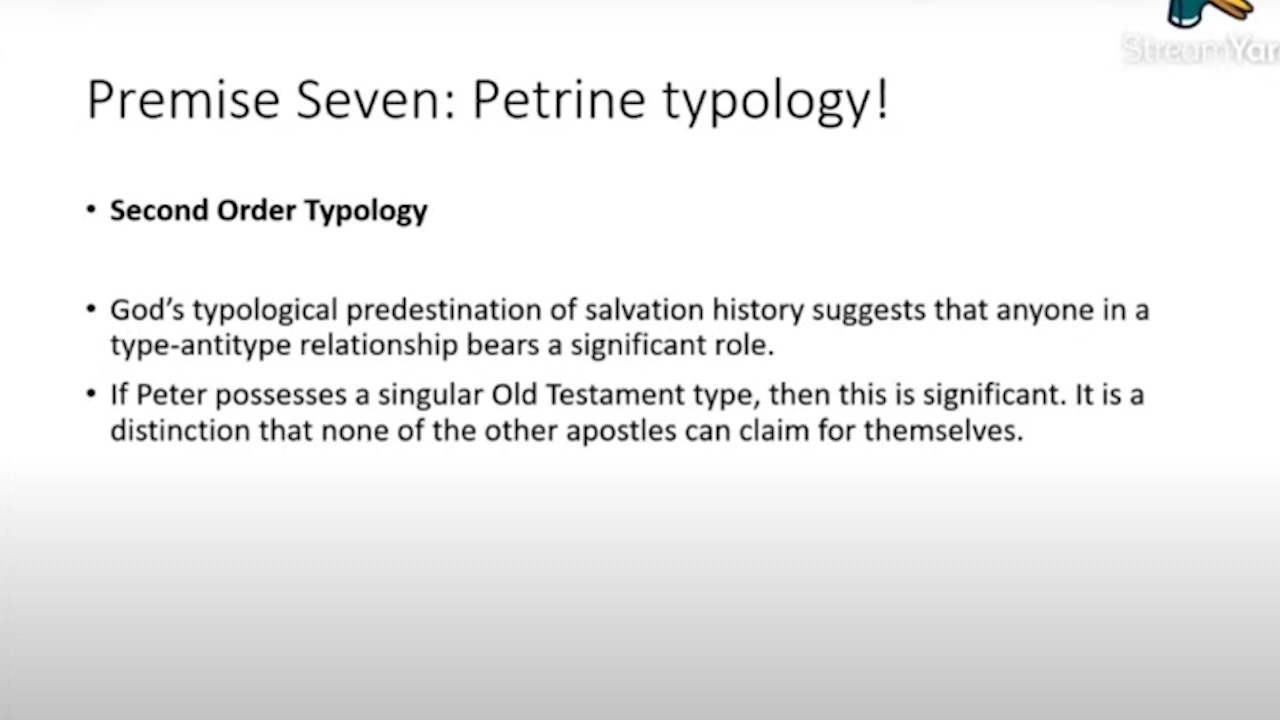 StreamYar
Premise Seven: Petrine typology!
• Second Order Typology
• God’s typological predestination of salvation history suggests that anyone in a
type-antitype relationship bears a significant role.
• If Peter possesses a singular Old Testament type, then this is significant. It is a
distinction that none of the other apostles can claim for themselves.